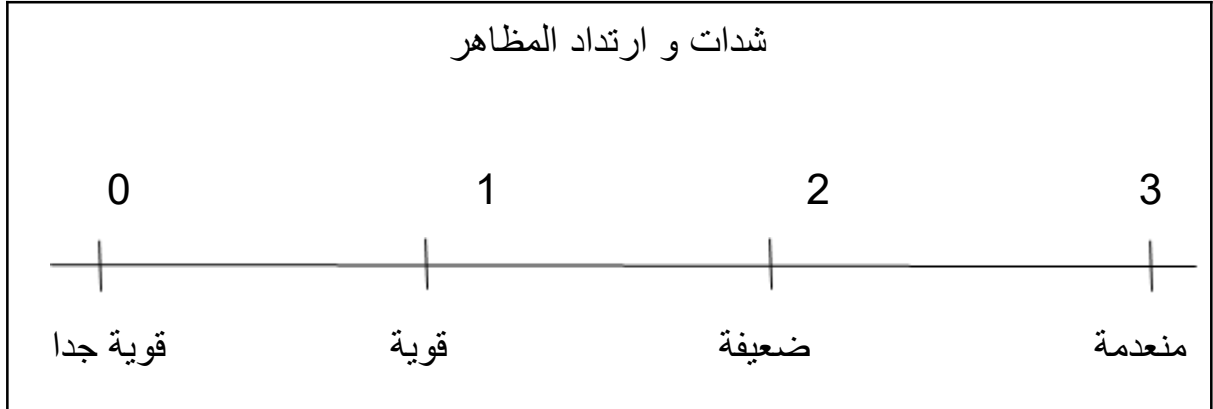 شدات و ارتداد المظاهر
0 1 2 3
قوية جدا قوية ضعيفة منعدمة